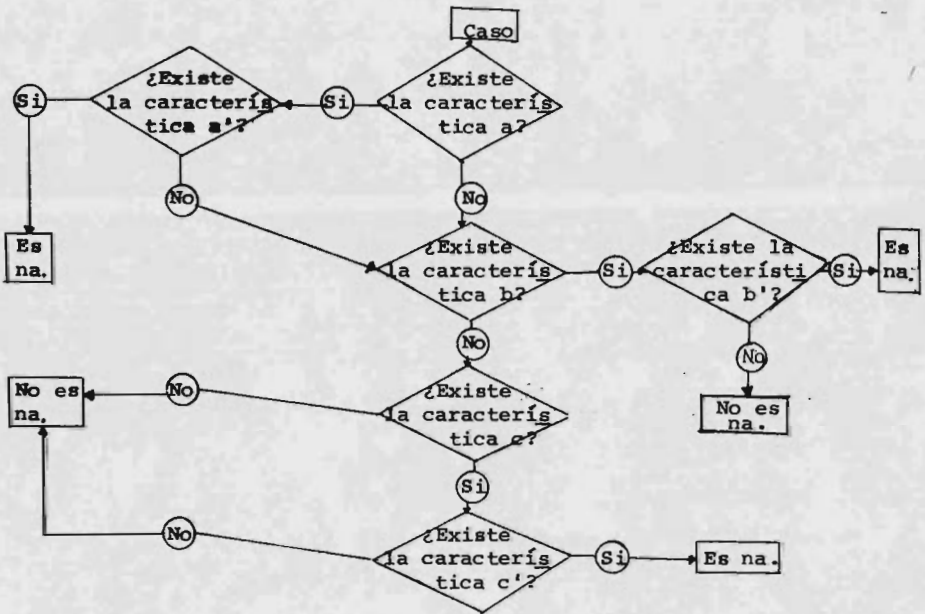 Caso
¿Existe
la caracterís
tica a?
Si
¿Existe
la caracterís
tica a'?
Si
No
No
Es
na.
¿Existe
la caracterís
tica b?
Si
¿Existe la
característi
ca b'?
Si
Es
na.
No
No
No es
na.
¿Existe
la caracterís
tica c?
No
No es
na.
Si
¿Existe
la caracterís
tica c'?
No
Si
Es na.